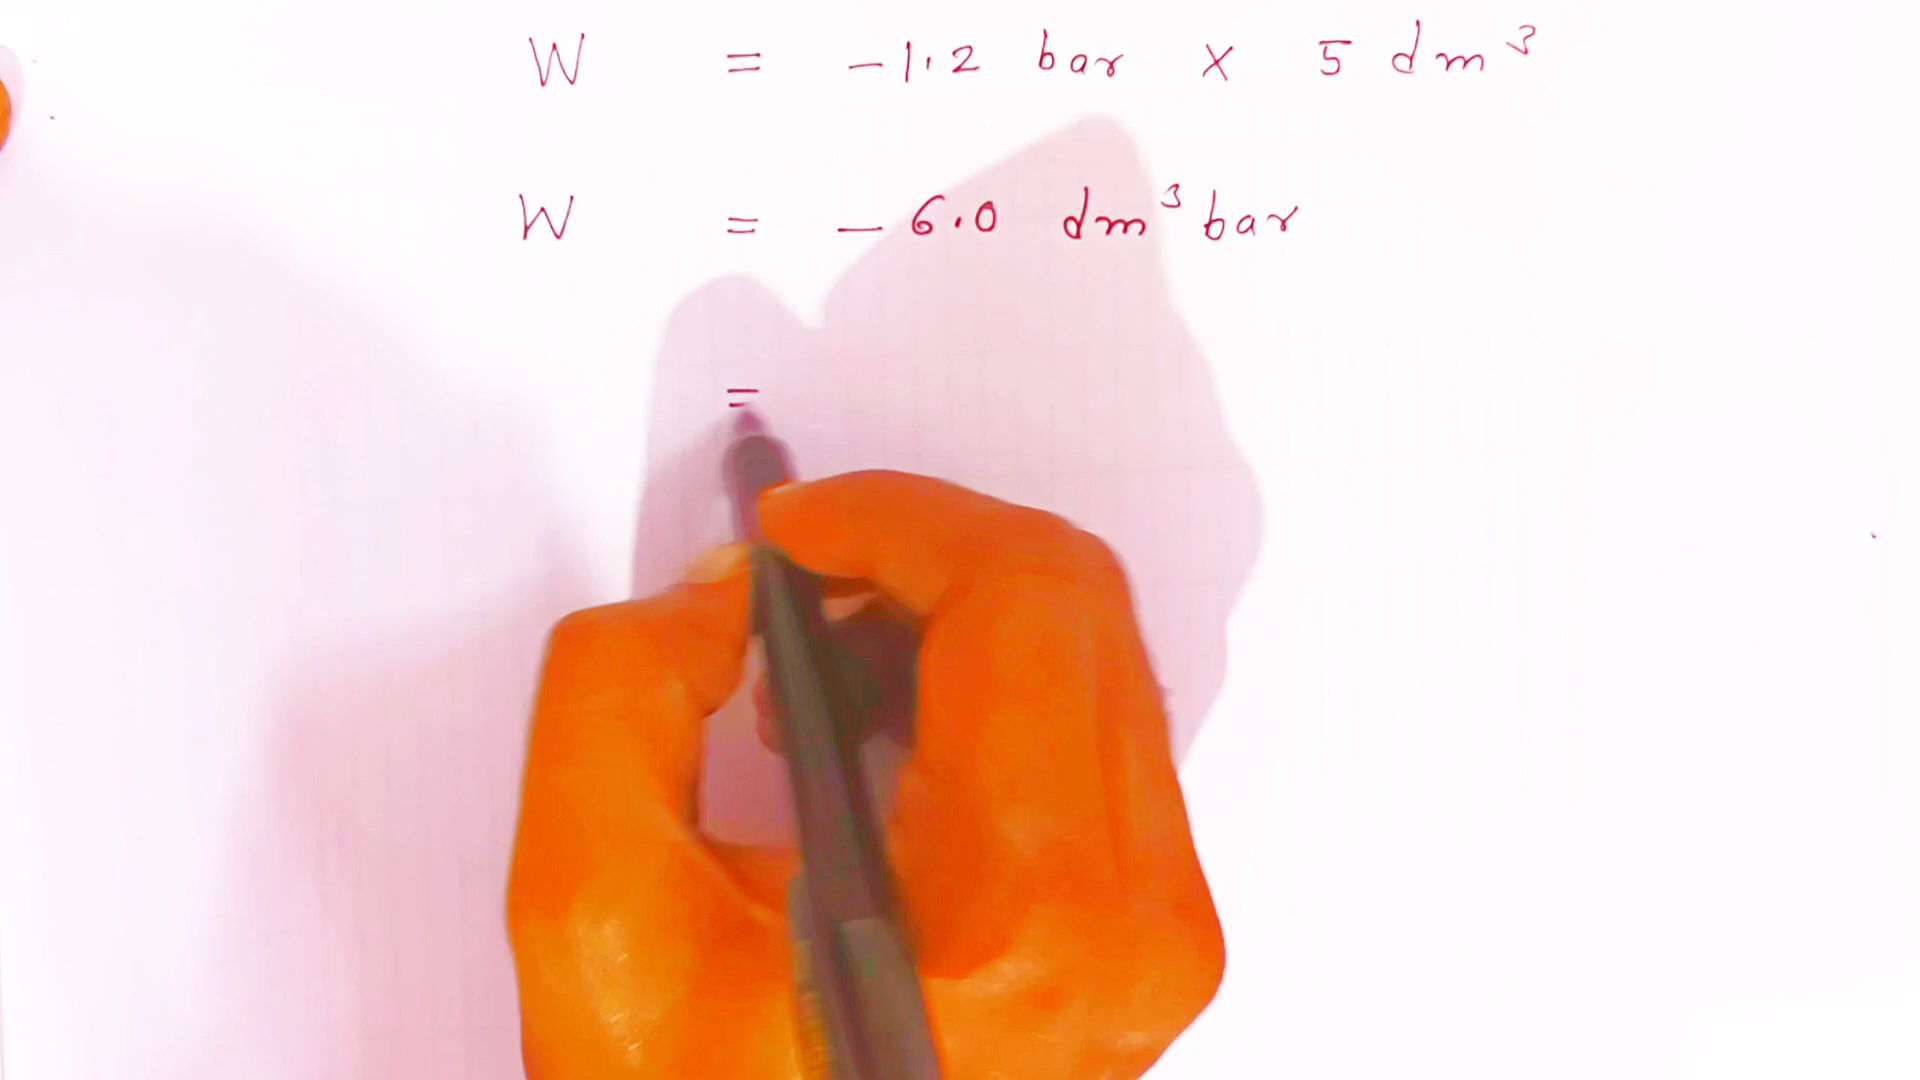 W = -1.2 bar × 5 dm³
W = -6.0 dm³ bar
=